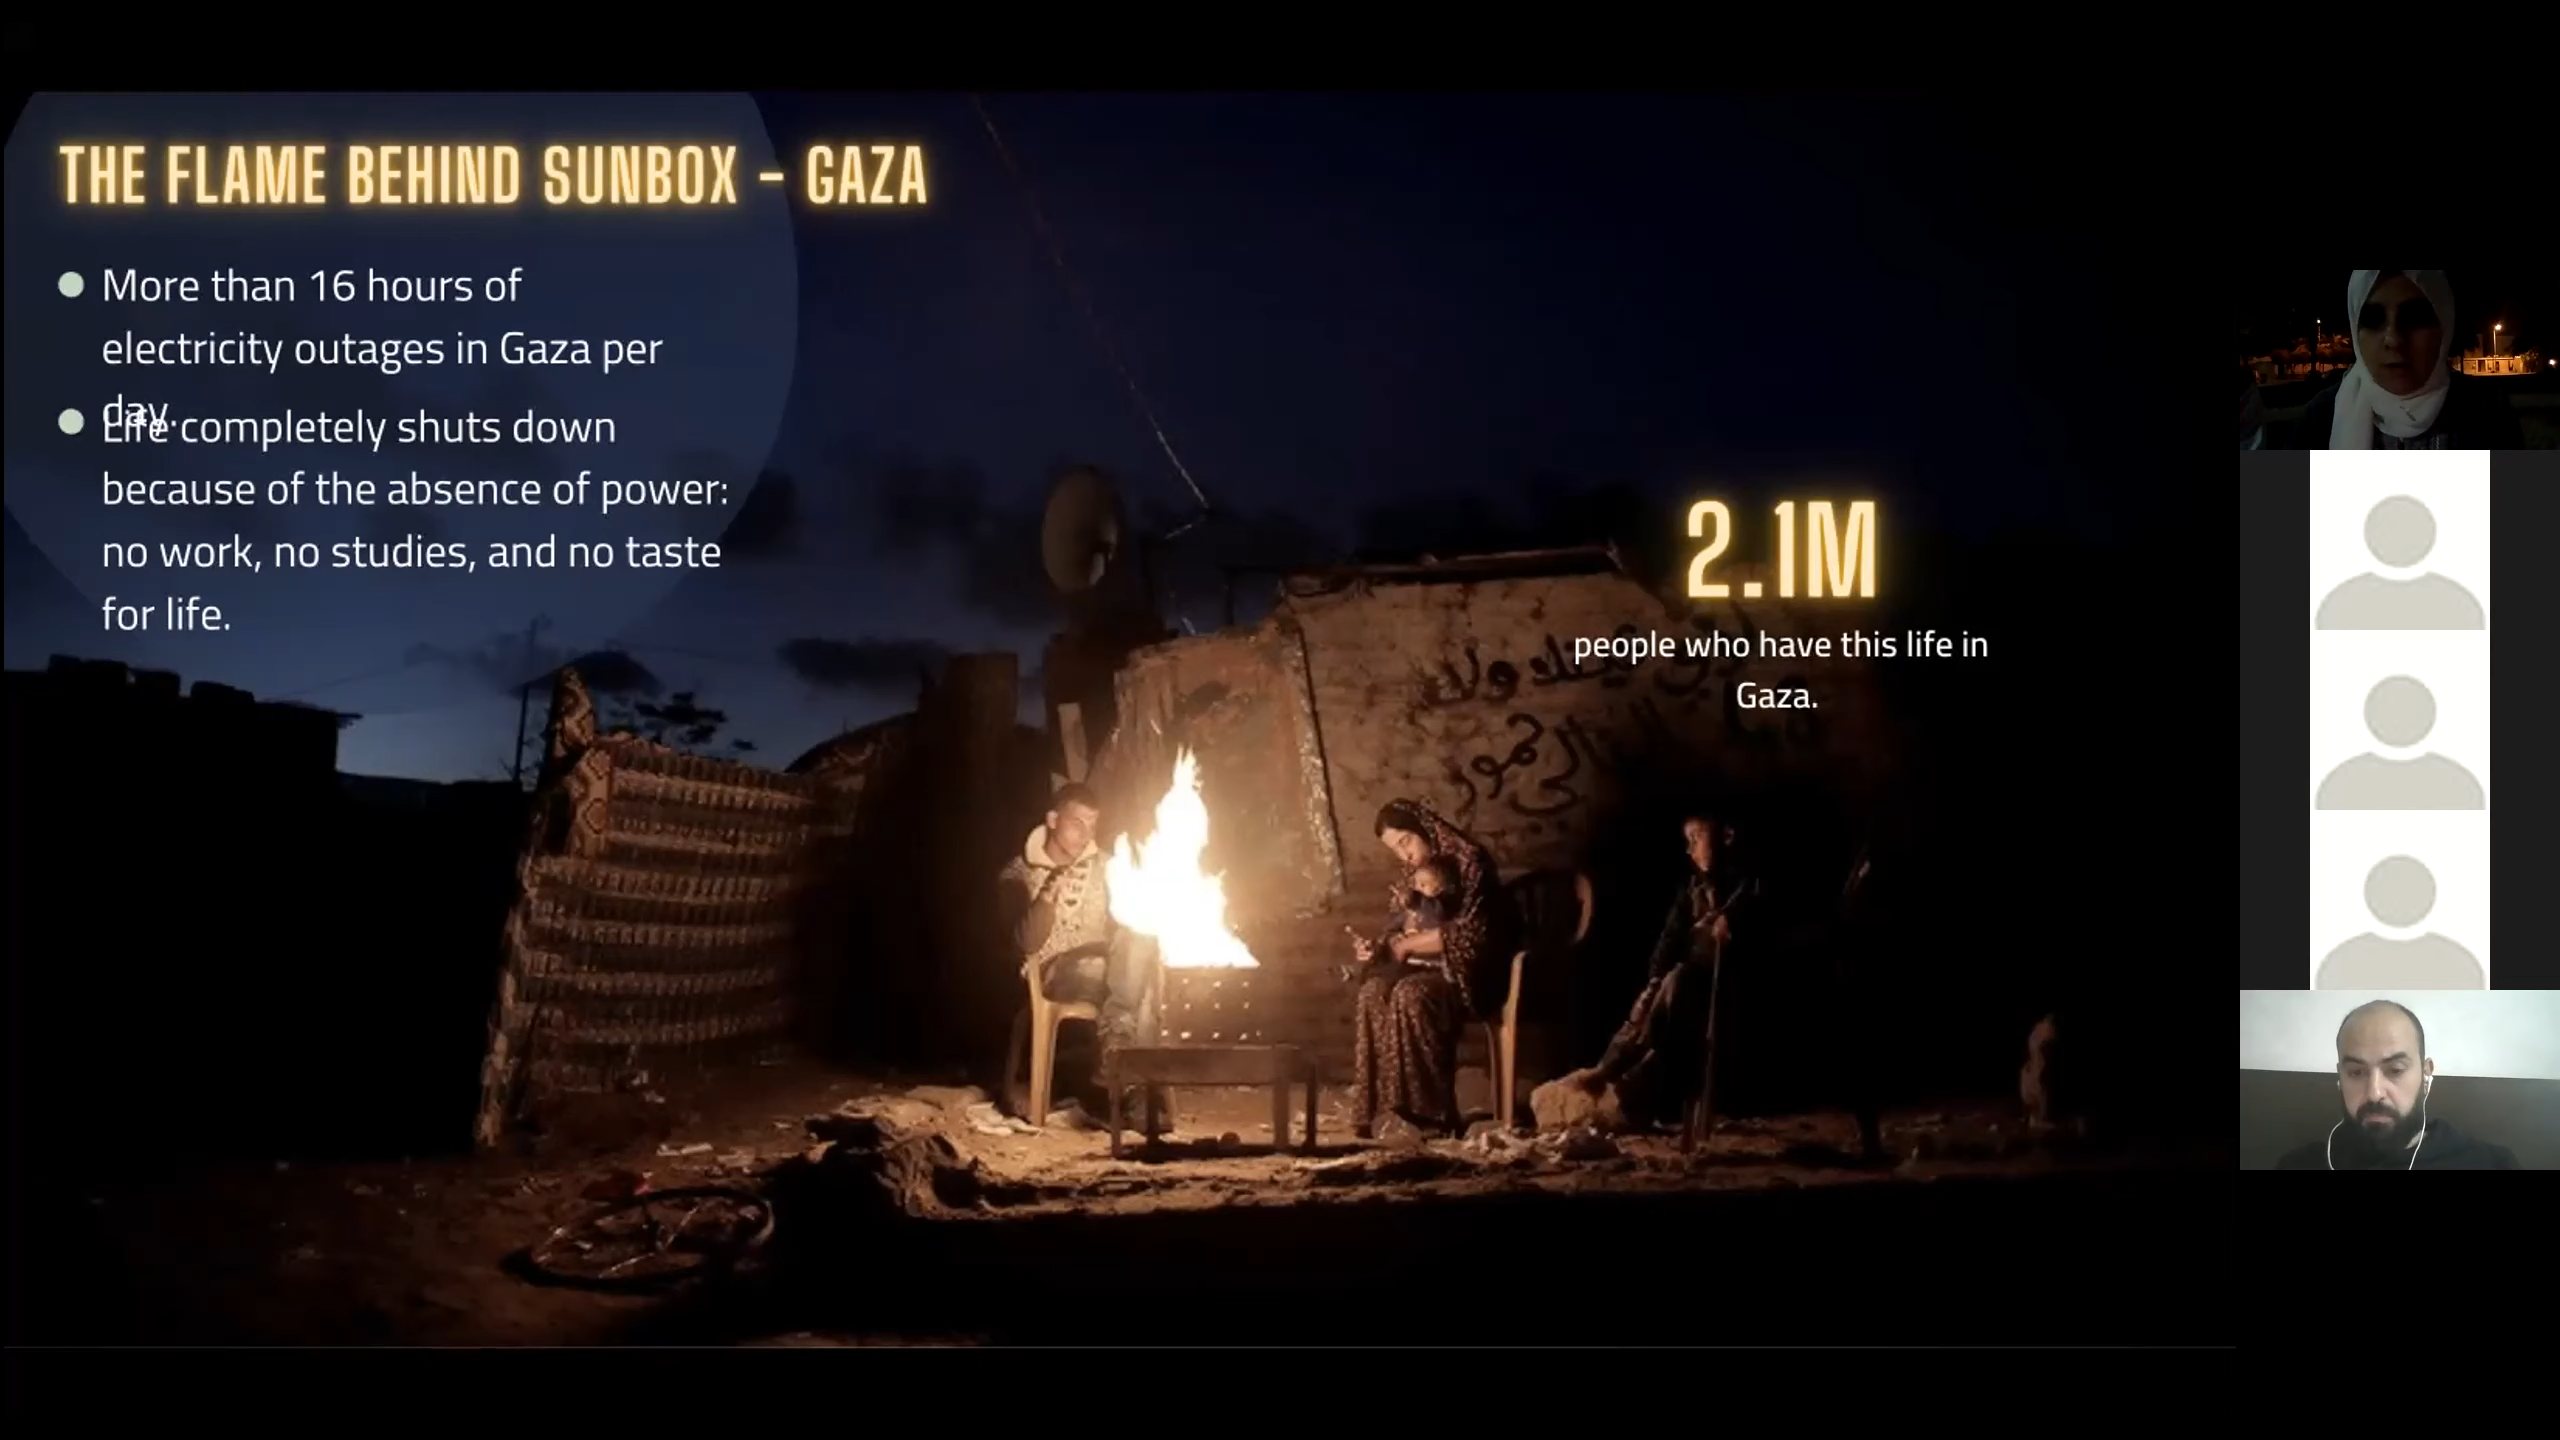 THE FLAME BEHIND SUNBOX - GAZA
More than 16 hours of
electricity outages in Gaza per
day.
Life completely shuts down
because of the absence of power:
no work, no studies, and no taste
for life.
2.1M
people who have this life in
Gaza.
ولك